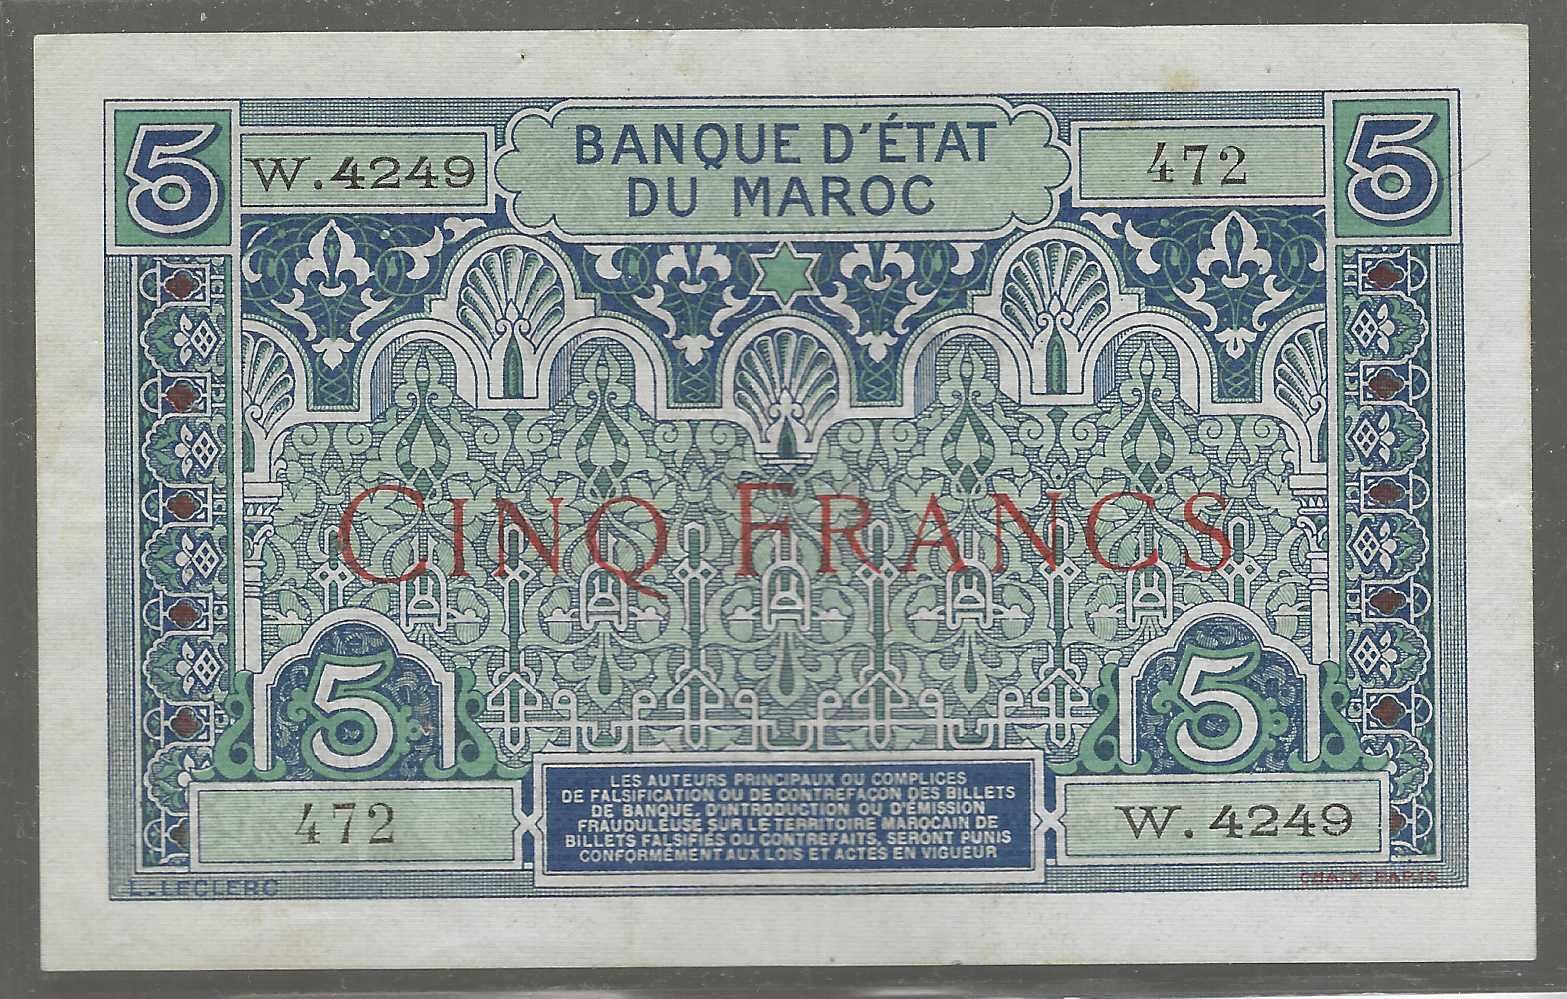 5 W.4249 BANQUE D'ÉTAT 472 5
DU MAROC
CINQ FRANCS
5 5
LES AUTEURS PRINCIPAUX OU COMPLICES
DE FALSIFICATION OU DE CONTREFAÇON DES BILLETS
DE BANQUE, D'INTRODUCTION OU D'ÉMISSION
FRAUDULEUSE SUR LE TERRITOIRE MAROCAIN DE
BILLETS FALSIFIÉS OU CONTREFAITS, SERONT PUNIS
CONFORMÉMENT AUX LOIS ET ACTES EN VIGUEUR
472 W.4249
L. LECLERC CHAIX PARIS